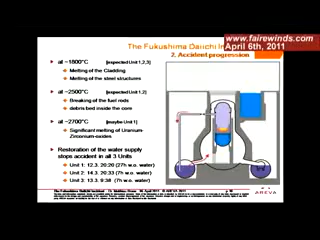 www.fairewinds.com
April 6th, 2011
The Fukushima Daiichi In
2. Accident progression
at ~1800°C [expected Unit 1,2,3]
Melting of the Cladding
Melting of the steel structures
at ~2500°C [expected Unit 1,2]
Breaking of the fuel rods
debris bed inside the core
at ~2700°C [maybe Unit 1]
Significant melting of Uranium-
Zirconium-oxides
Restoration of the water supply
stops accident in all 3 Units
Unit 1: 12.3. 20:20 (27h w.o. water)
Unit 2: 14.3. 20:33 (7h w.o. water)
Unit 3: 13.3. 9:38 (7h w.o. water)
AREVA